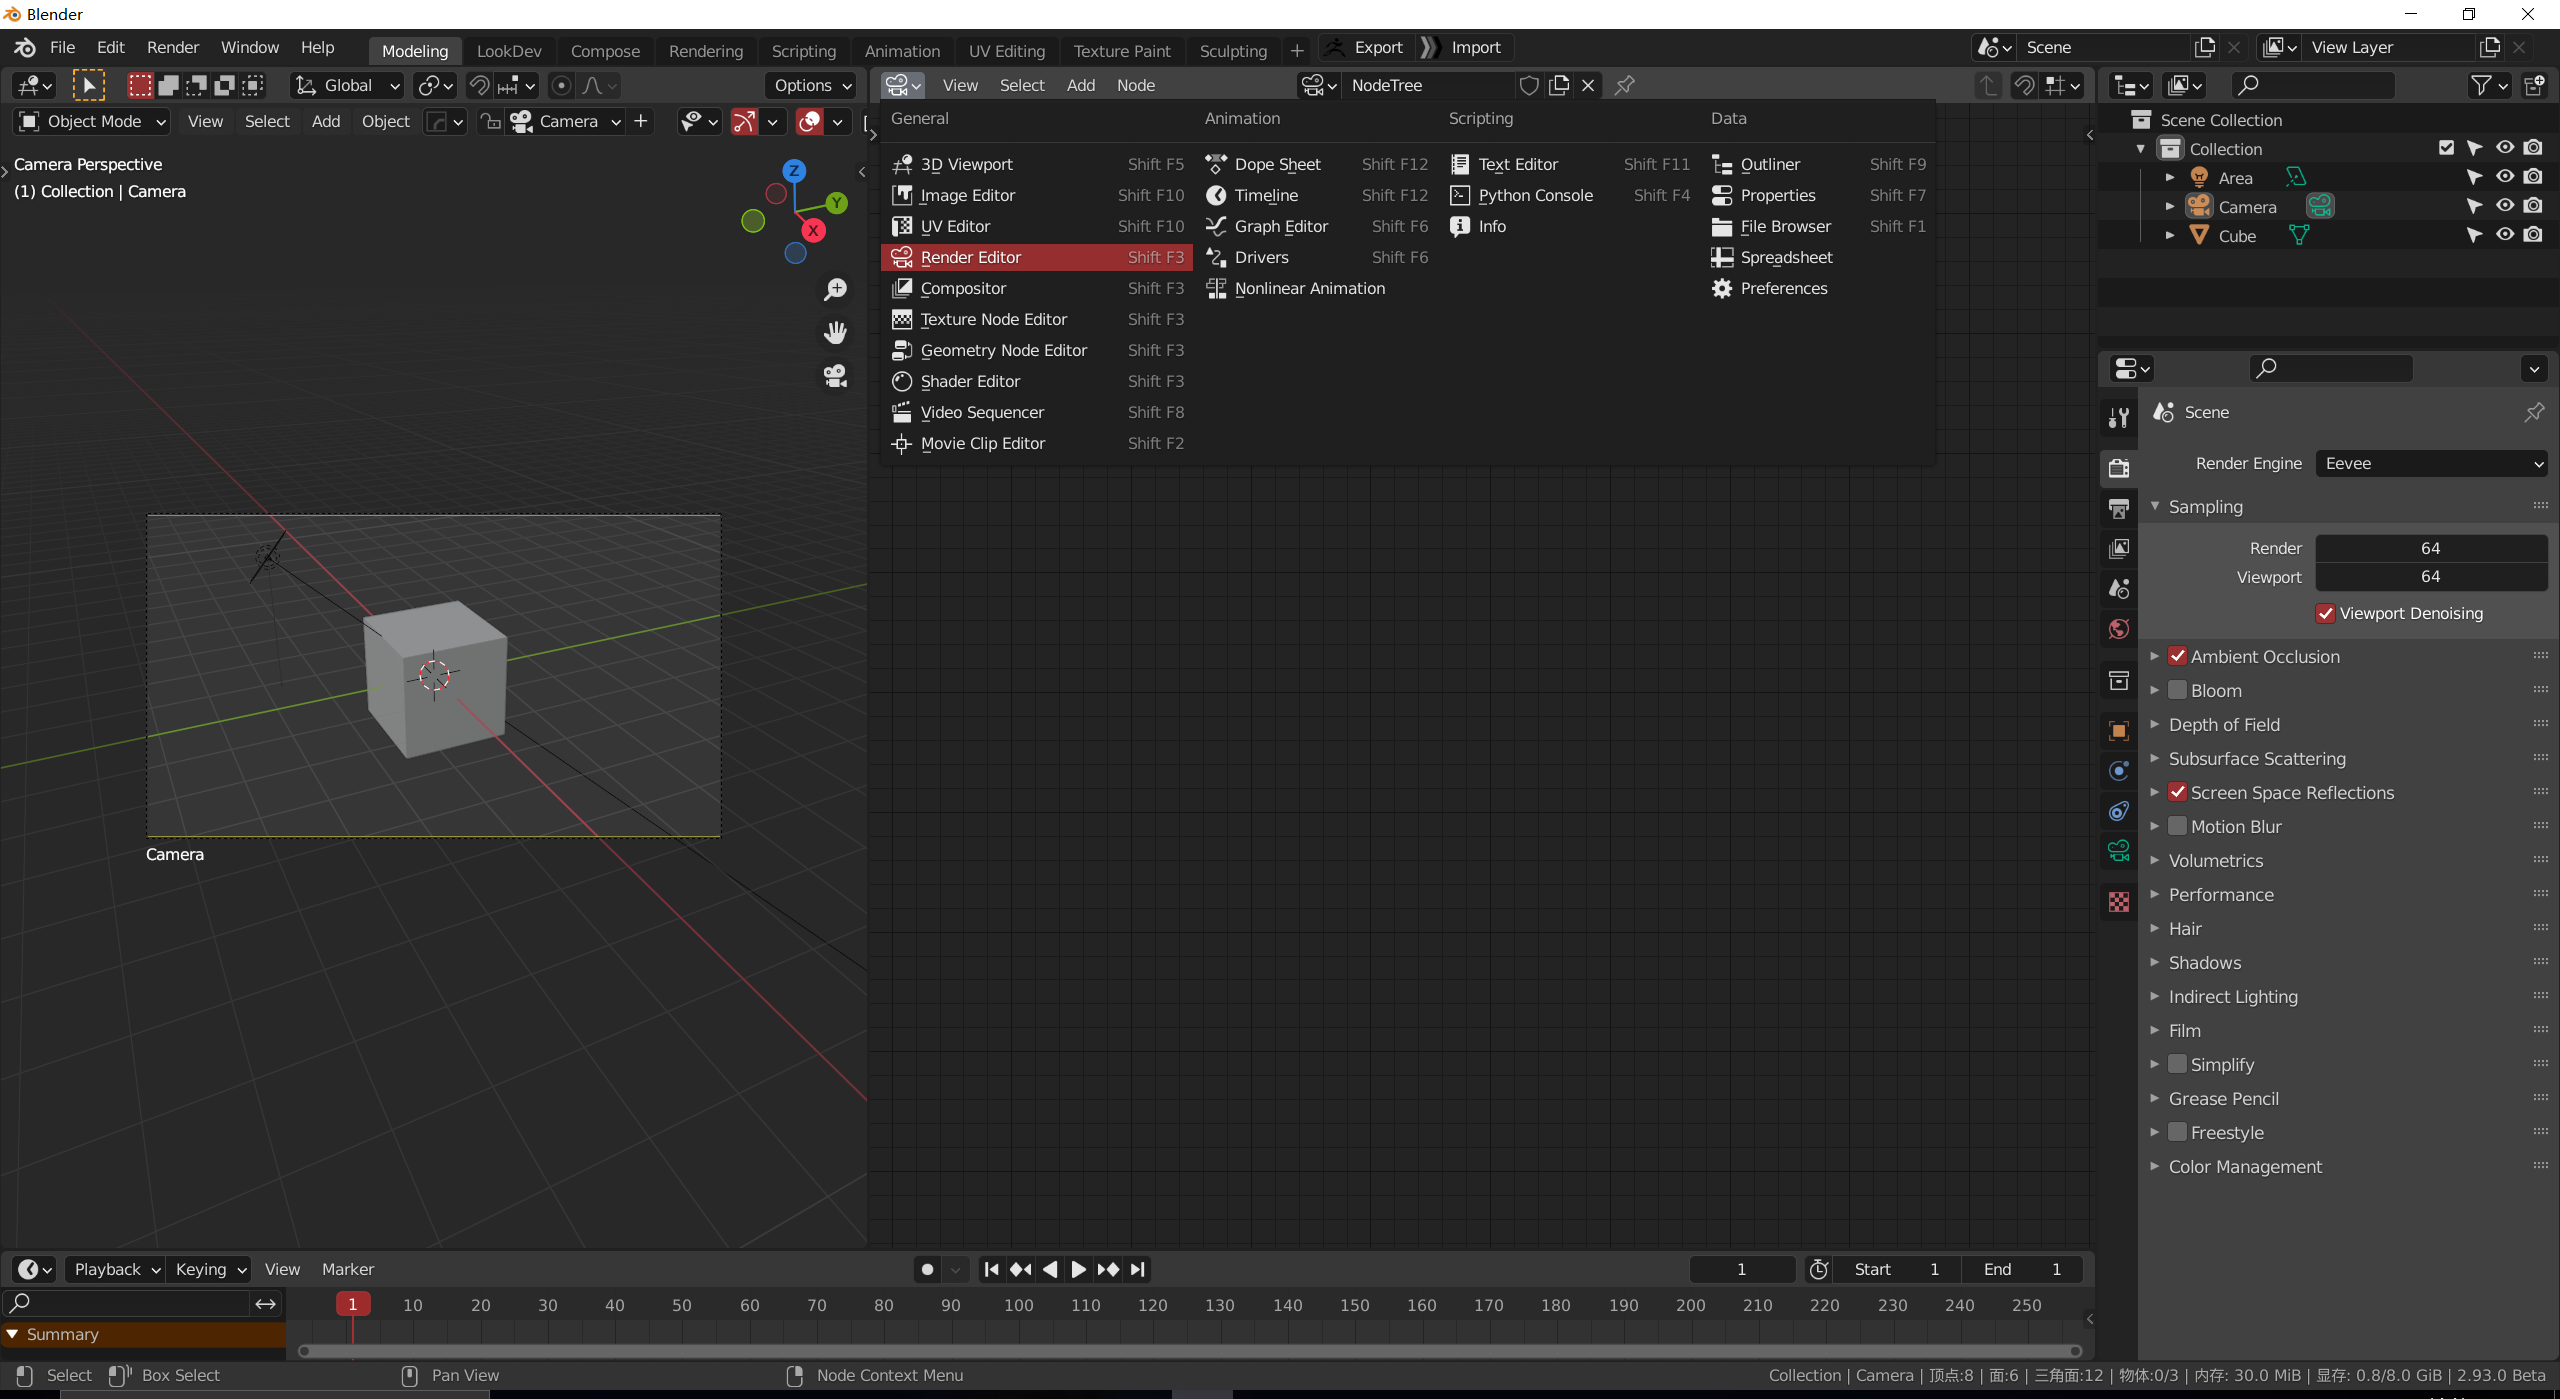 Blender
File Edit Render Window Help Modeling LookDev Compose Rendering Scripting Animation UV Editing Texture Paint Sculpting + Export Import Scene View Layer
Global Options View Select Add Node NodeTree
Object Mode View Select Add Object Camera
Camera Perspective
(1) Collection | Camera
Z
Y
X
Camera
General
3D Viewport Shift F5
Image Editor Shift F10
UV Editor Shift F10
Render Editor Shift F3
Compositor Shift F3
Texture Node Editor Shift F3
Geometry Node Editor Shift F3
Shader Editor Shift F3
Video Sequencer Shift F8
Movie Clip Editor Shift F2
Animation
Dope Sheet Shift F12
Timeline Shift F12
Graph Editor Shift F6
Drivers Shift F6
Nonlinear Animation
Scripting
Text Editor Shift F11
Python Console Shift F4
Info
Data
Outliner Shift F9
Properties Shift F7
File Browser Shift F1
Spreadsheet
Preferences
Scene Collection
Collection
Area
Camera
Cube
Scene
Render Engine Eevee
Sampling
Render 64
Viewport 64
Viewport Denoising
Ambient Occlusion
Bloom
Depth of Field
Subsurface Scattering
Screen Space Reflections
Motion Blur
Volumetrics
Performance
Hair
Shadows
Indirect Lighting
Film
Simplify
Grease Pencil
Freestyle
Color Management
Playback Keying View Marker 1 Start 1 End 1
1 10 20 30 40 50 60 70 80 90 100 110 120 130 140 150 160 170 180 190 200 210 220 230 240 250
Summary
Select Box Select Pan View Node Context Menu Collection | Camera | 顶点:8 | 面:6 | 三角面:12 | 物体:0/3 | 内存: 30.0 MiB | 显存: 0.8/8.0 GiB | 2.93.0 Beta